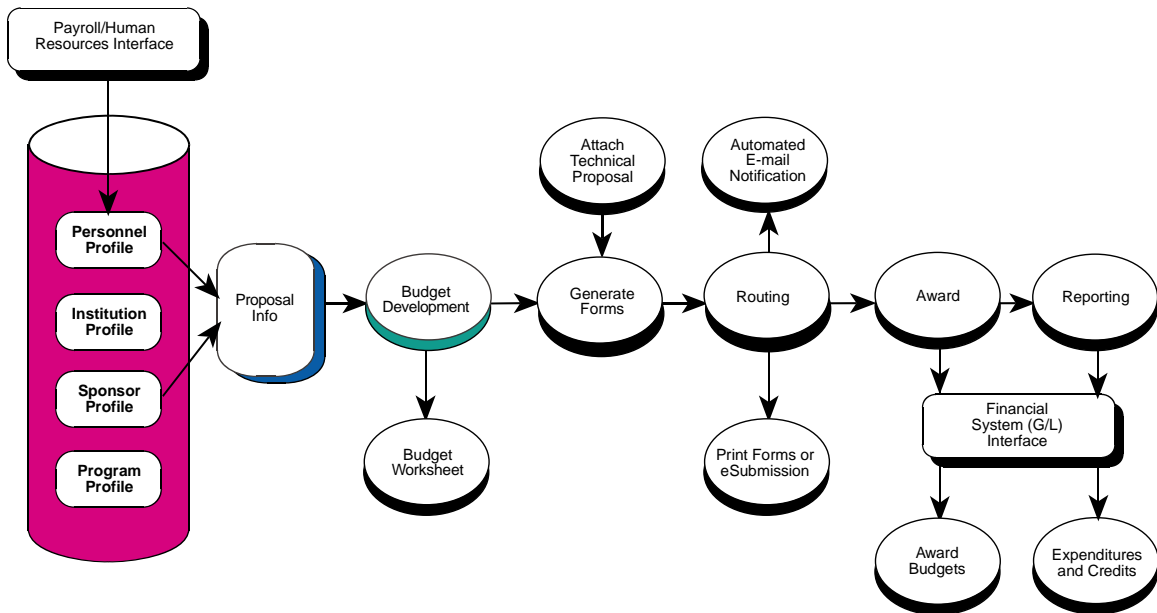 Payroll/Human
Resources Interface
Personnel
Profile
Institution
Profile
Sponsor
Profile
Program
Profile
Proposal
Info
Budget
Development
Budget
Worksheet
Attach
Technical
Proposal
Generate
Forms
Automated
E-mail
Notification
Routing
Print Forms or
eSubmission
Award
Reporting
Financial
System (G/L)
Interface
Award
Budgets
Expenditures
and Credits